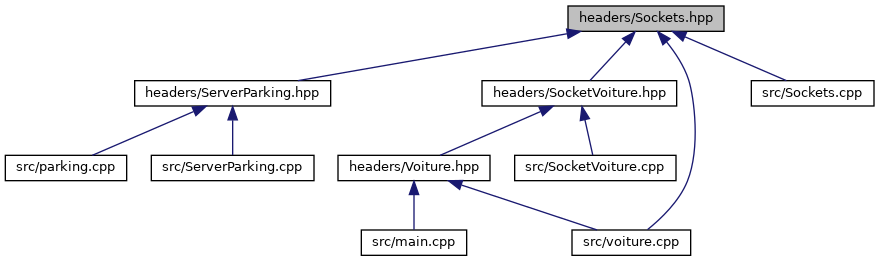 headers/Sockets.hpp
headers/ServerParking.hpp
headers/SocketVoiture.hpp
src/Sockets.cpp
src/parking.cpp
src/ServerParking.cpp
headers/Voiture.hpp
src/SocketVoiture.cpp
src/main.cpp
src/voiture.cpp